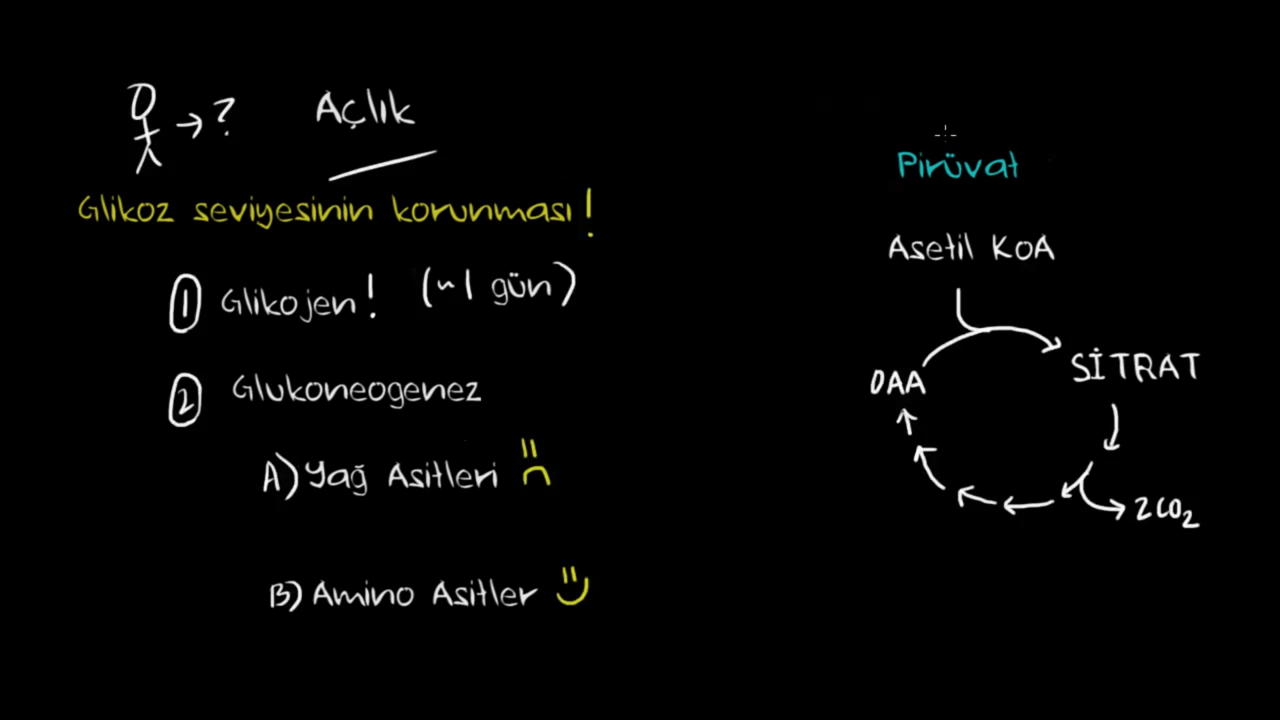 → ? Açlık
Glikoz seviyesinin korunması!
1 Glikojen! (~1 gün)
2 Glukoneogenez
A) Yağ Asitleri
B) Amino Asitler
Pirüvat
Asetil KoA
OAA
SİTRAT
2CO₂